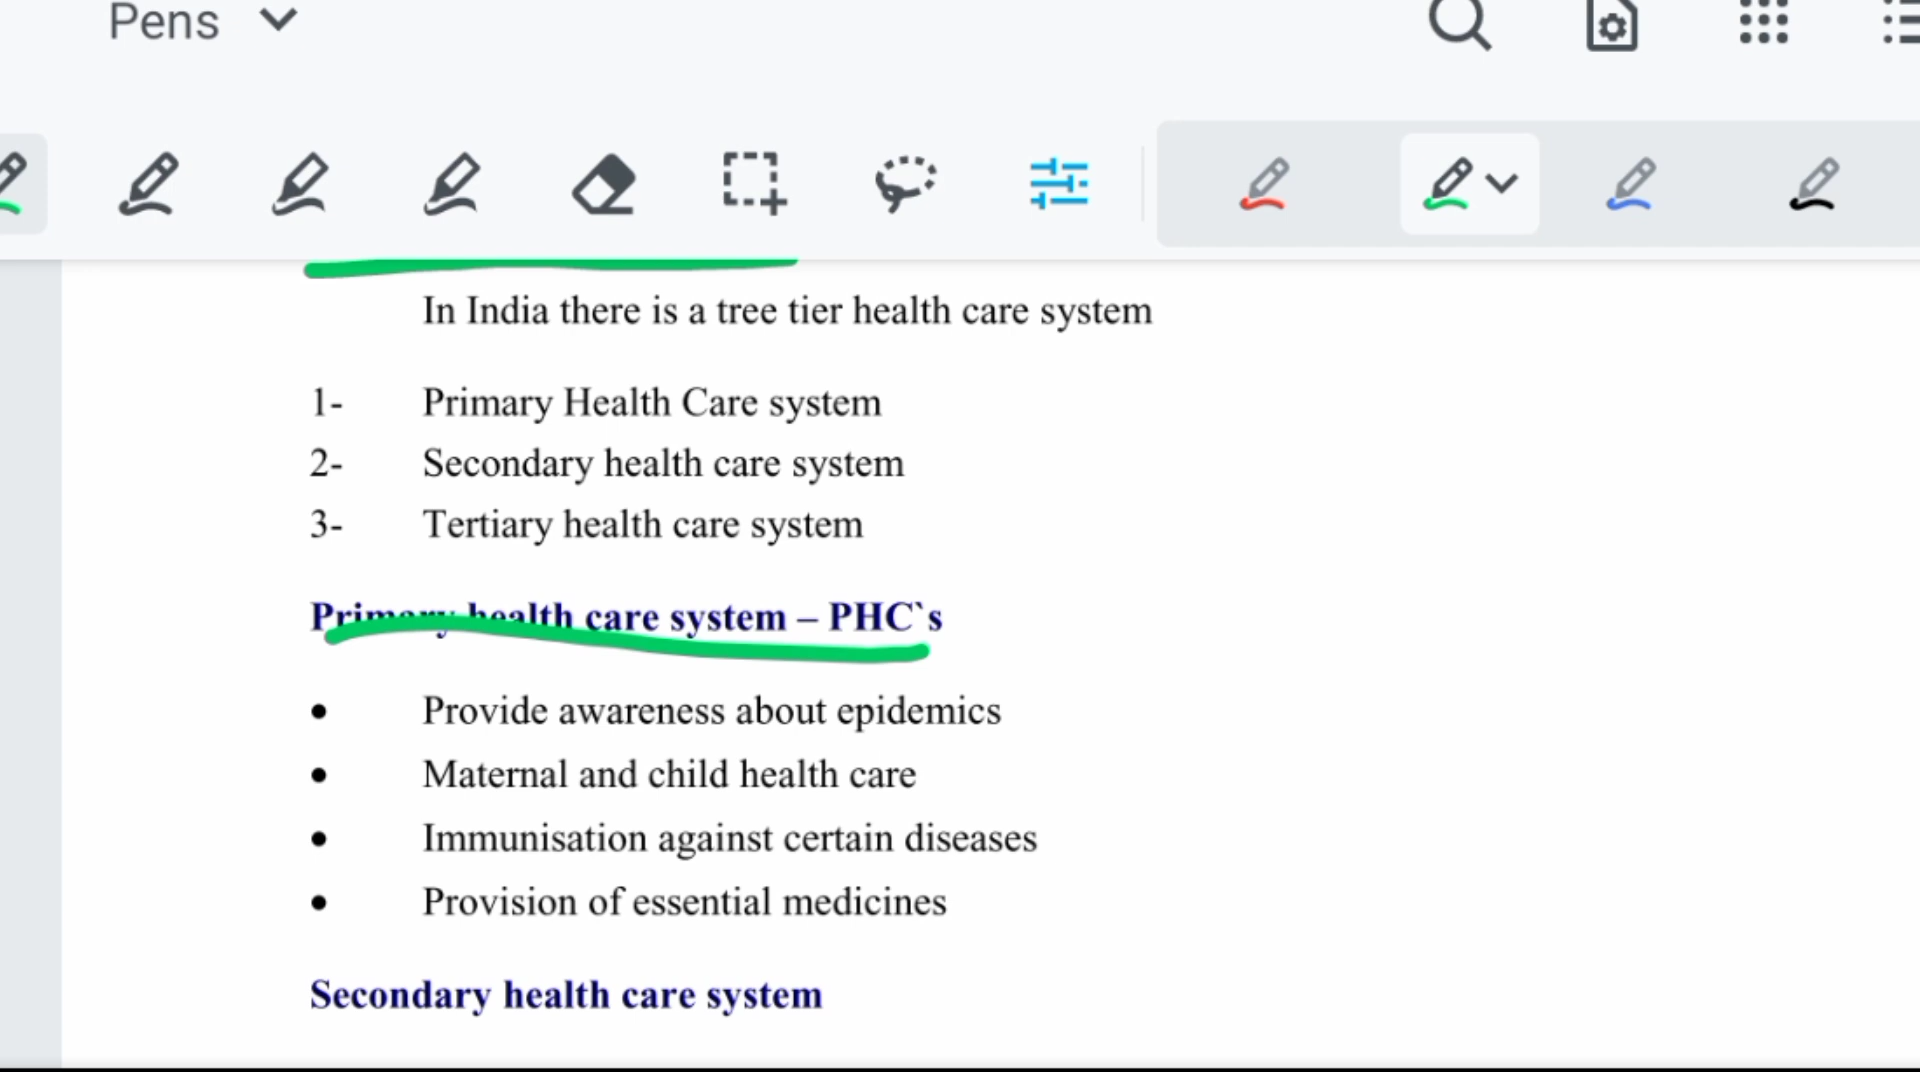 Pens
In India there is a tree tier health care system
1- Primary Health Care system
2- Secondary health care system
3- Tertiary health care system
Primary health care system – PHC`s
• Provide awareness about epidemics
• Maternal and child health care
• Immunisation against certain diseases
• Provision of essential medicines
Secondary health care system